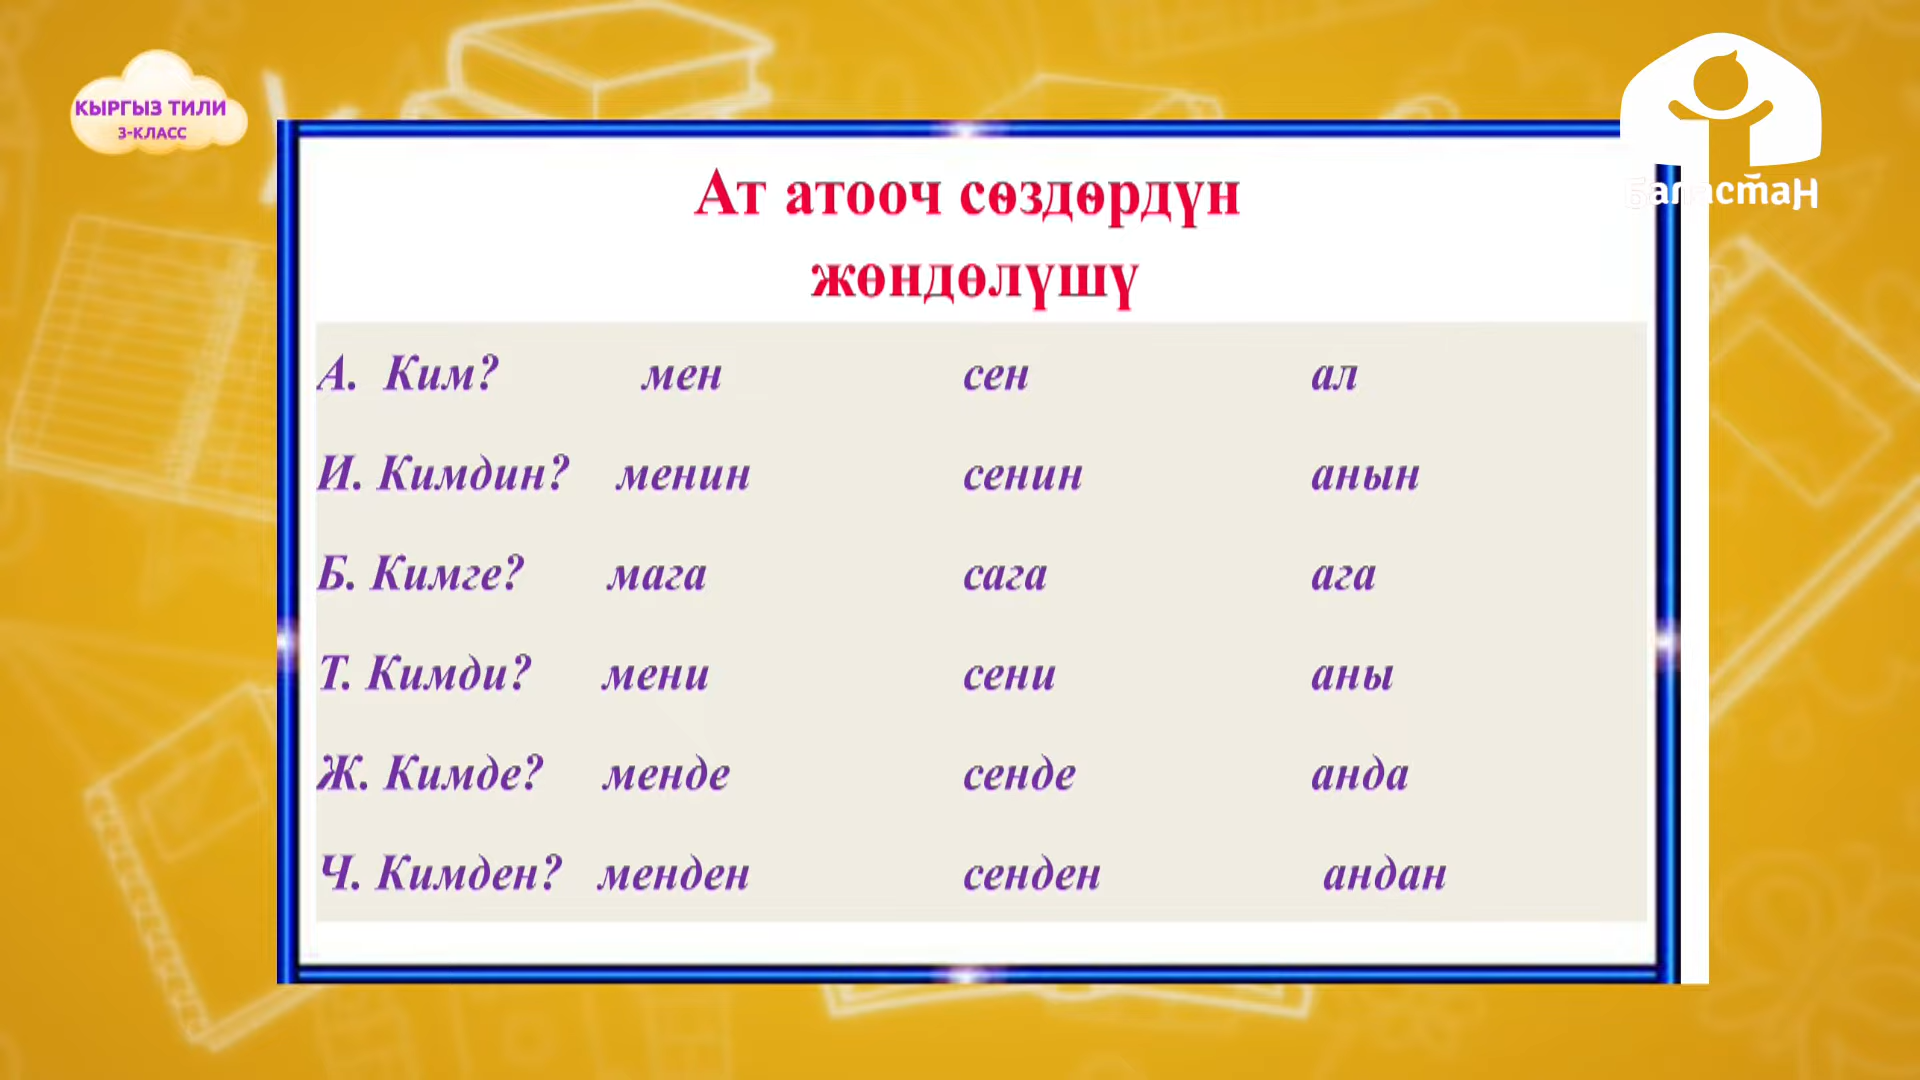 КЫРГЫЗ ТИЛИ
3-КЛАСС
Баластан
Ат атооч сөздөрдүн
жөндөлүшү
А. Ким? мен сен ал
И. Кимдин? менин сенин анын
Б. Кимге? мага сага ага
Т. Кимди? мени сени аны
Ж. Кимде? менде сенде анда
Ч. Кимден? менден сенден андан